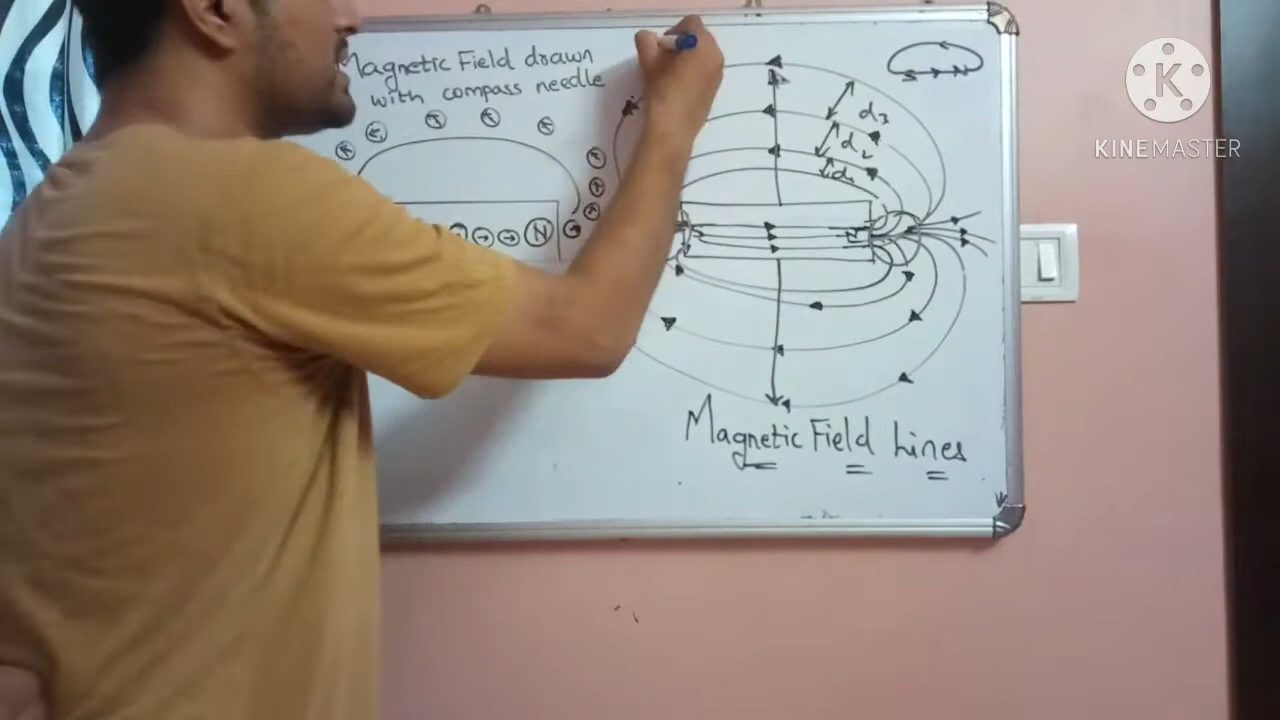 Magnetic Field drawn
with compass needle
N
d3
d2
d1
S N
N
Magnetic Field Lines
K
KINEMASTER